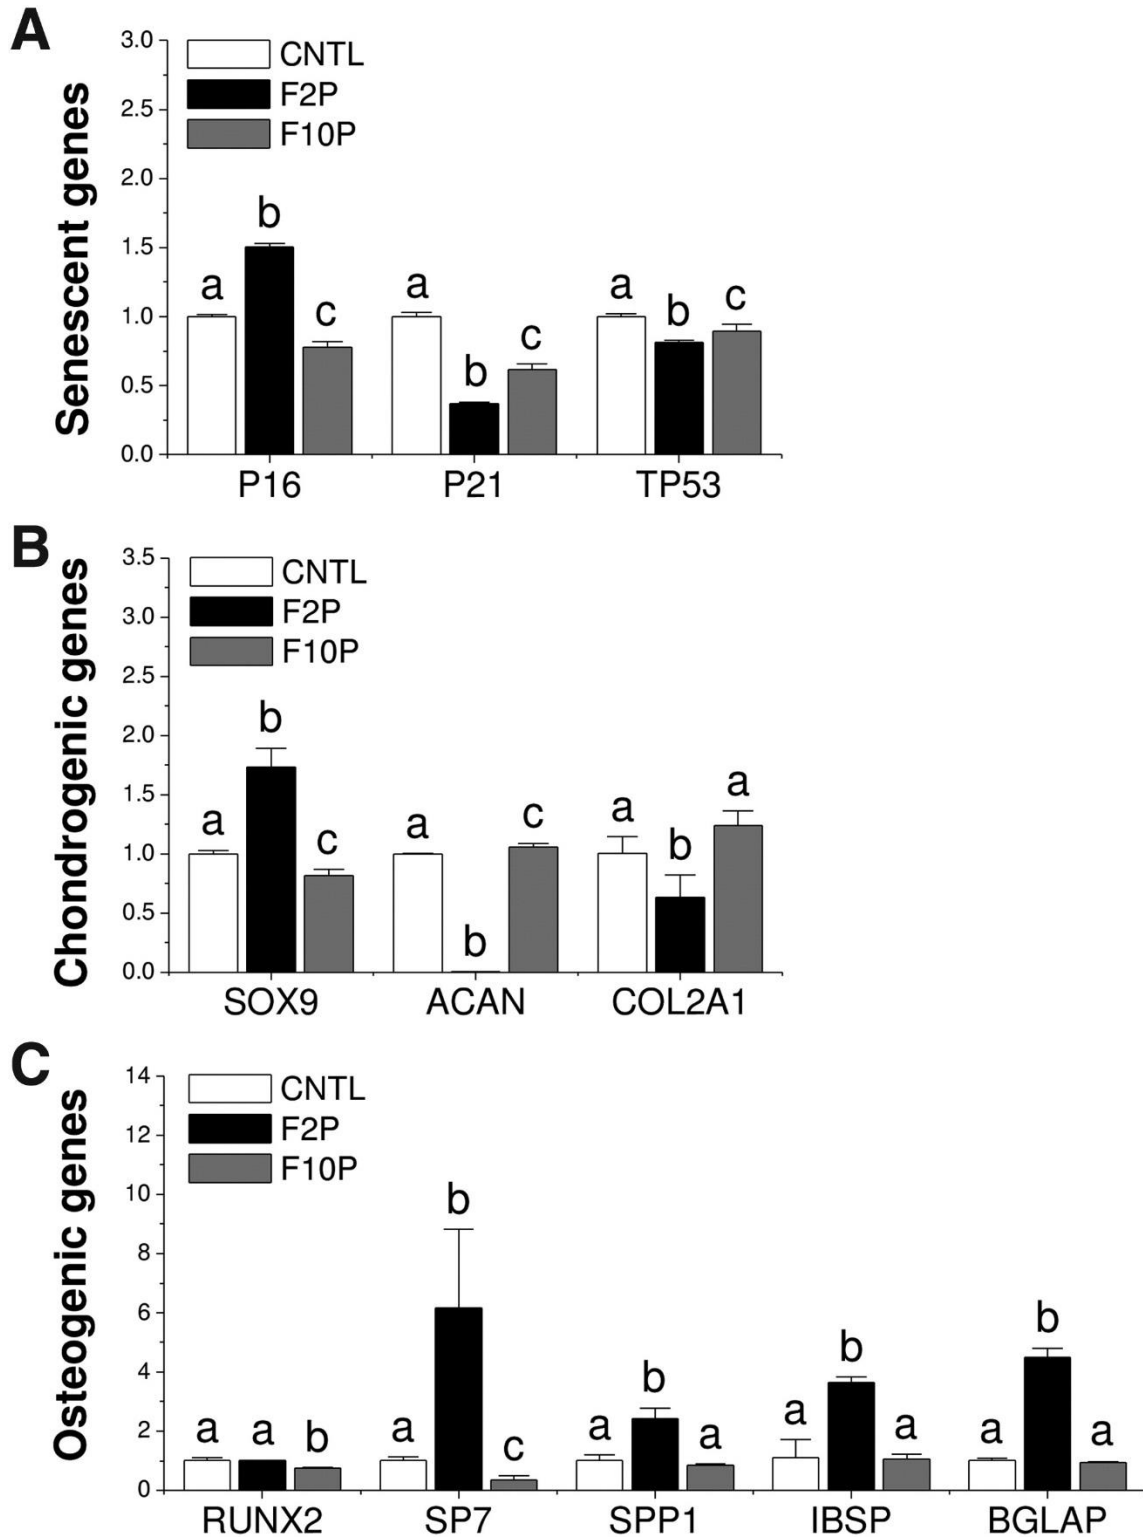 A
Senescent genes
3.0
2.5
2.0
1.5
1.0
0.5
0.0
CNTL
F2P
F10P
a b c
a b c
a b c
P16 P21 TP53
B
Chondrogenic genes
3.5
3.0
2.5
2.0
1.5
1.0
0.5
0.0
CNTL
F2P
F10P
a b c
a b c
a b a
SOX9 ACAN COL2A1
C
Osteogenic genes
14
12
10
8
6
4
2
0
CNTL
F2P
F10P
a a b
a b c
a b a
a b a
a b a
RUNX2 SP7 SPP1 IBSP BGLAP